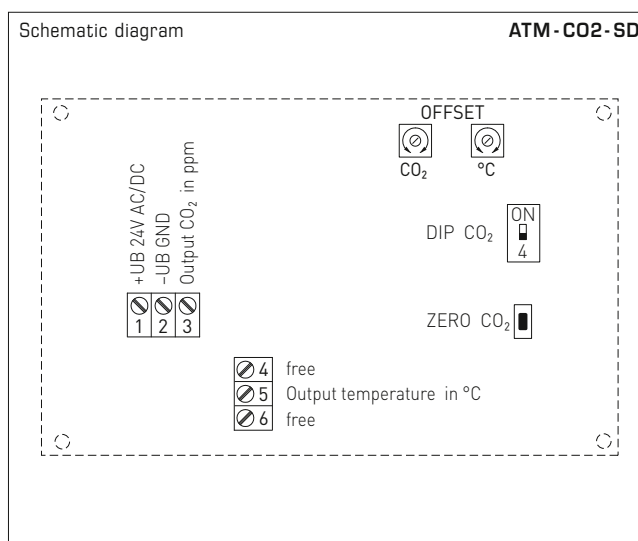 Schematic diagram
ATM-CO2-SD
OFFSET
CO₂
°C
+UB 24V AC/DC
-UB GND
Output CO₂ in ppm
ON
DIP CO₂
4
1
2
3
ZERO CO₂
4 free
5 Output temperature in °C
6 free